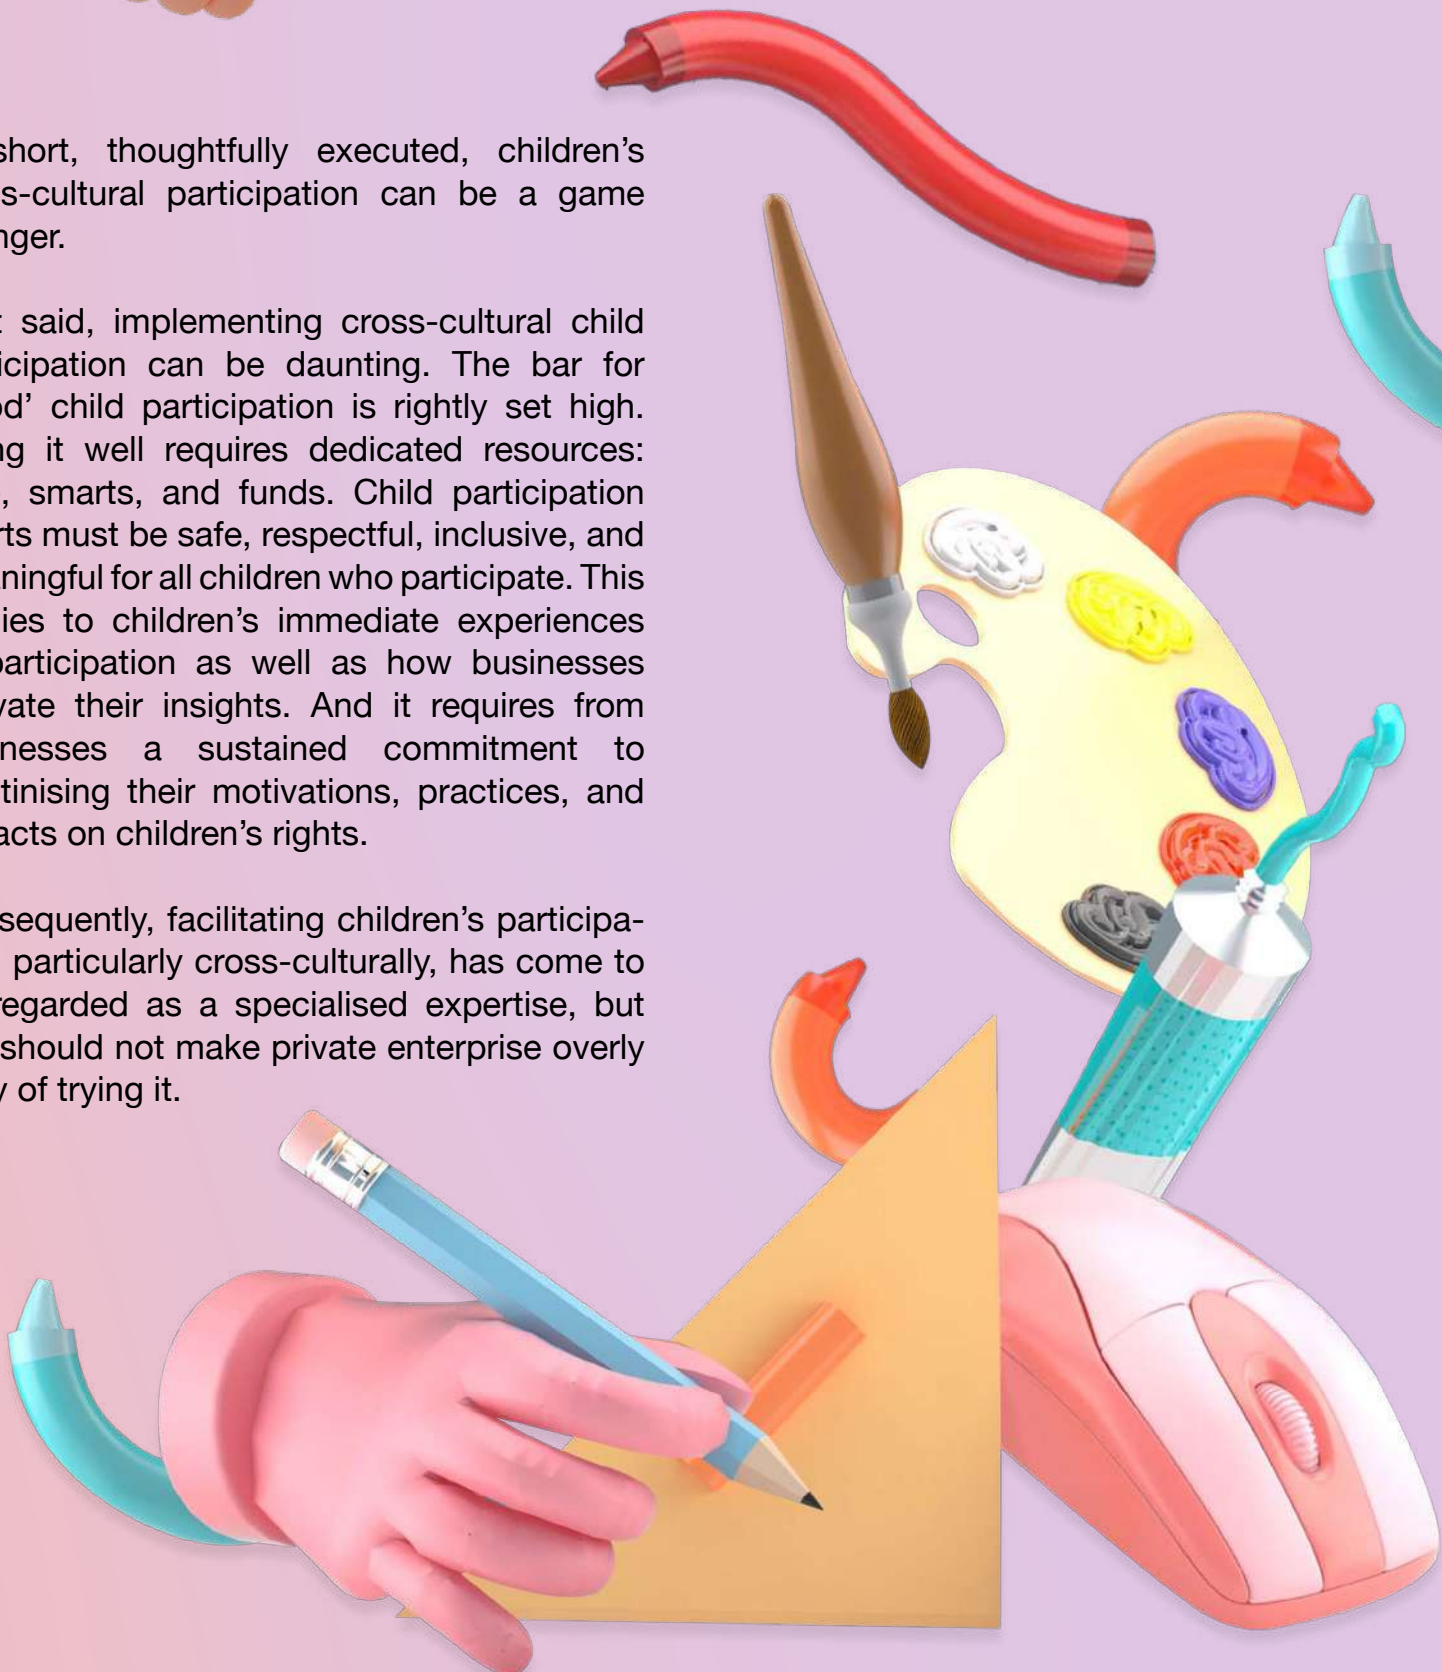 short, thoughtfully executed, children’s
s-cultural participation can be a game
nger.
t said, implementing cross-cultural child
icipation can be daunting. The bar for
od’ child participation is rightly set high.
ng it well requires dedicated resources:
, smarts, and funds. Child participation
rts must be safe, respectful, inclusive, and
aningful for all children who participate. This
lies to children’s immediate experiences
participation as well as how businesses
vate their insights. And it requires from
nesses a sustained commitment to
tinising their motivations, practices, and
acts on children’s rights.
sequently, facilitating children’s participa-
particularly cross-culturally, has come to
regarded as a specialised expertise, but
should not make private enterprise overly
y of trying it.